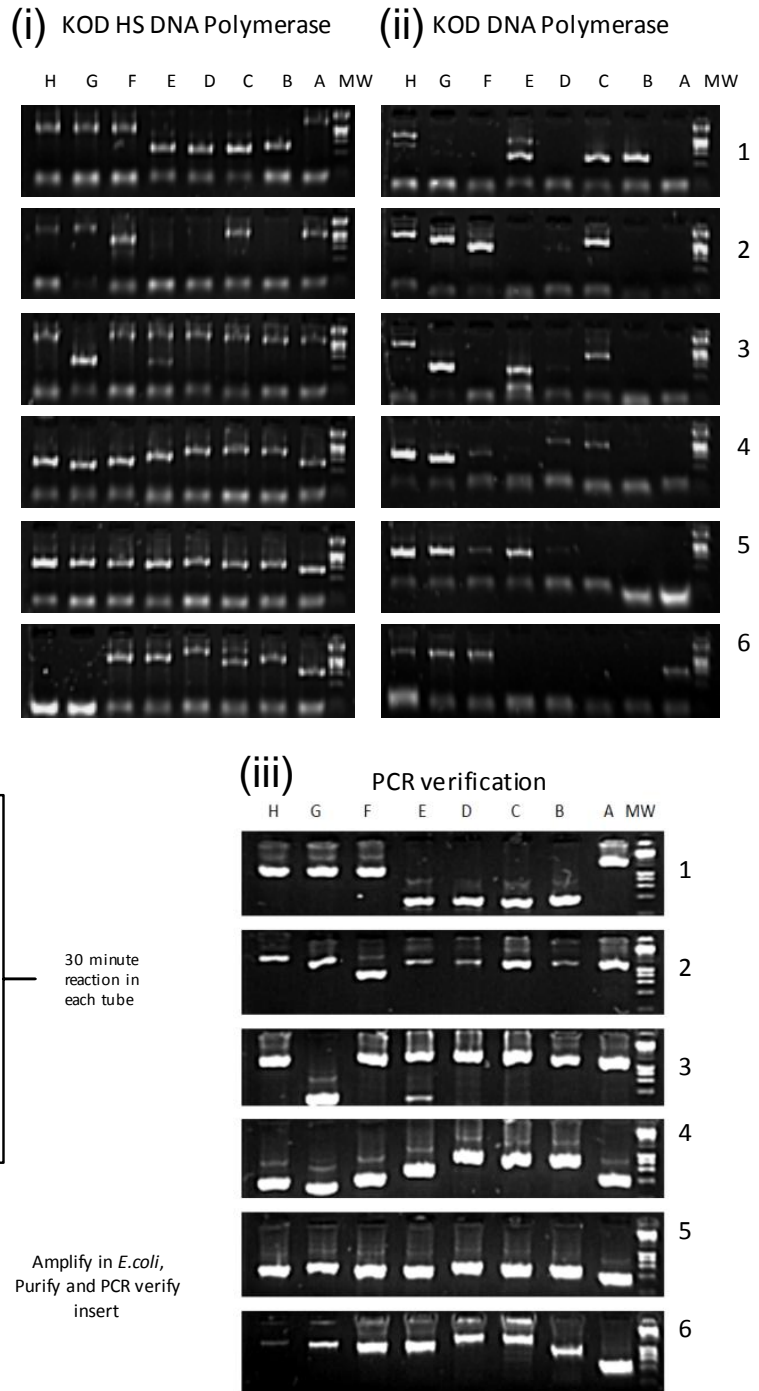 (i) KOD HS DNA Polymerase
(ii) KOD DNA Polymerase
H G F E D C B A MW
H G F E D C B A MW
1
2
3
4
5
6
(iii) PCR verification
H G F E D C B A MW
1
2
3
4
5
6
30 minute
reaction in
each tube
Amplify in E.coli,
Purify and PCR verify
insert